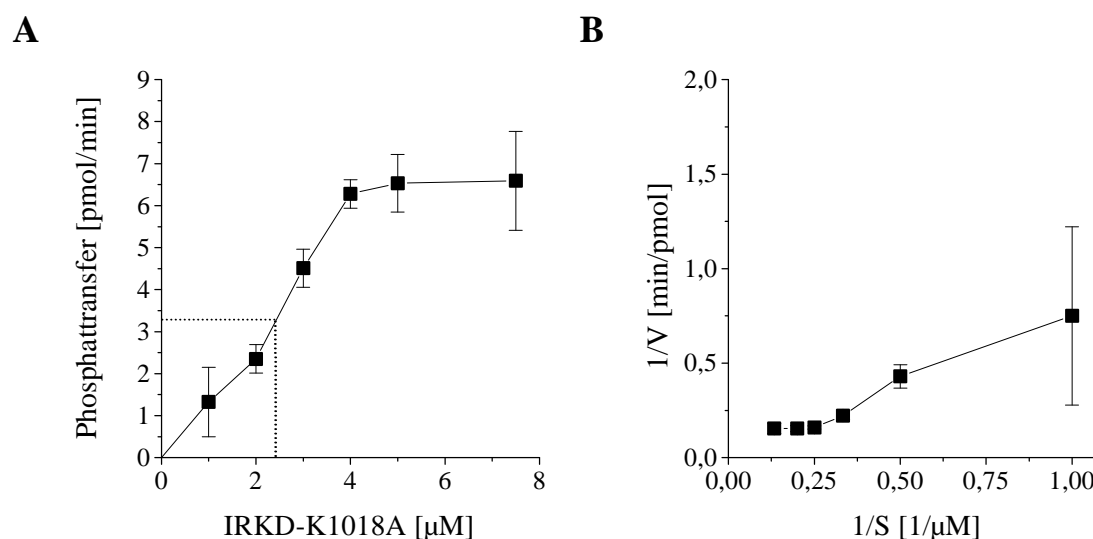 A
B
Phosphattransfer [pmol/min]
9
8
7
6
5
4
3
2
1
0
0 2 4 6 8
IRKD-K1018A [µM]
1/V [min/pmol]
2,0
1,5
1,0
0,5
0,0
0,00 0,25 0,50 0,75 1,00
1/S [1/µM]